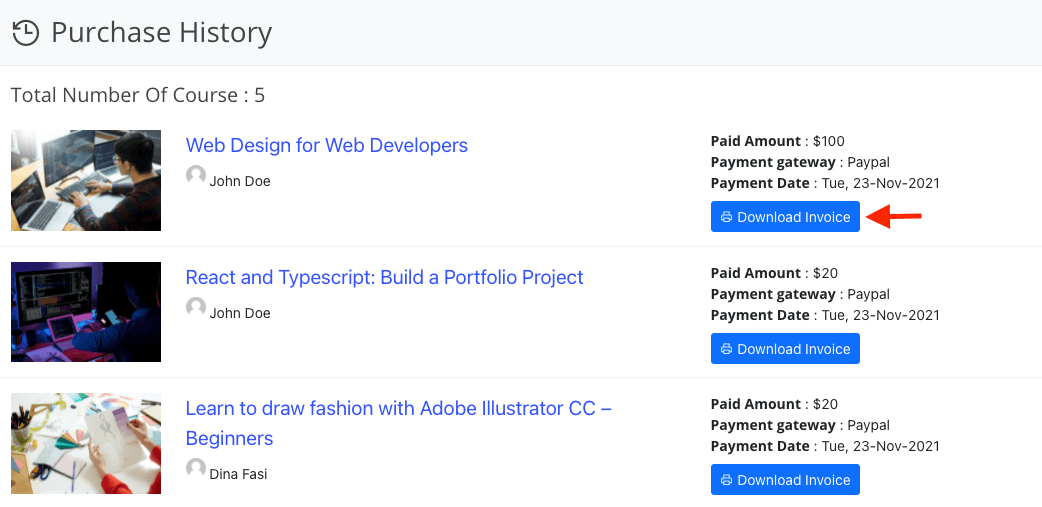 Purchase History
Total Number Of Course : 5
Web Design for Web Developers
John Doe
Paid Amount : $100
Payment gateway : Paypal
Payment Date : Tue, 23-Nov-2021
Download Invoice
React and Typescript: Build a Portfolio Project
John Doe
Paid Amount : $20
Payment gateway : Paypal
Payment Date : Tue, 23-Nov-2021
Download Invoice
Learn to draw fashion with Adobe Illustrator CC –
Beginners
Dina Fasi
Paid Amount : $20
Payment gateway : Paypal
Payment Date : Tue, 23-Nov-2021
Download Invoice